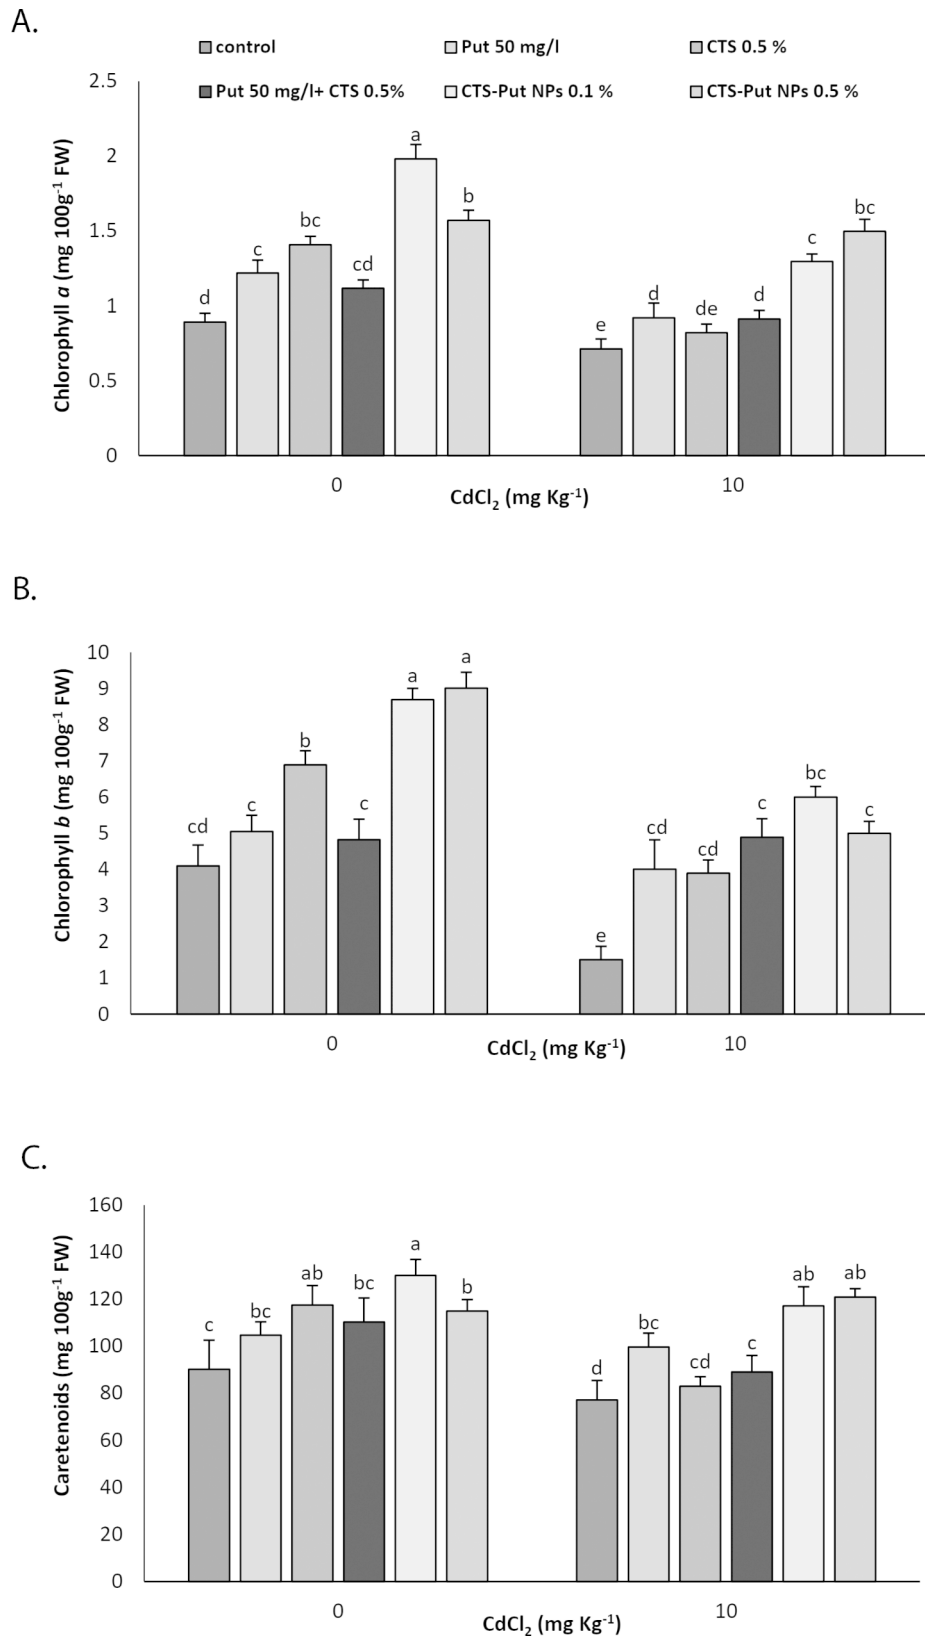 A.
control Put 50 mg/l CTS 0.5 %
Put 50 mg/l+ CTS 0.5% CTS-Put NPs 0.1 % CTS-Put NPs 0.5 %
Chlorophyll a (mg 100g⁻¹ FW)
2.5
2
1.5
1
0.5
0
d c bc cd a b
e d de d c bc
0 10
CdCl₂ (mg Kg⁻¹)
B.
Chlorophyll b (mg 100g⁻¹ FW)
10
9
8
7
6
5
4
3
2
1
0
cd c b c a a
e cd cd c bc c
0 10
CdCl₂ (mg Kg⁻¹)
C.
Caretenoids (mg 100g⁻¹ FW)
160
140
120
100
80
60
40
20
0
c bc ab bc a b
d bc cd c ab ab
0 10
CdCl₂ (mg Kg⁻¹)